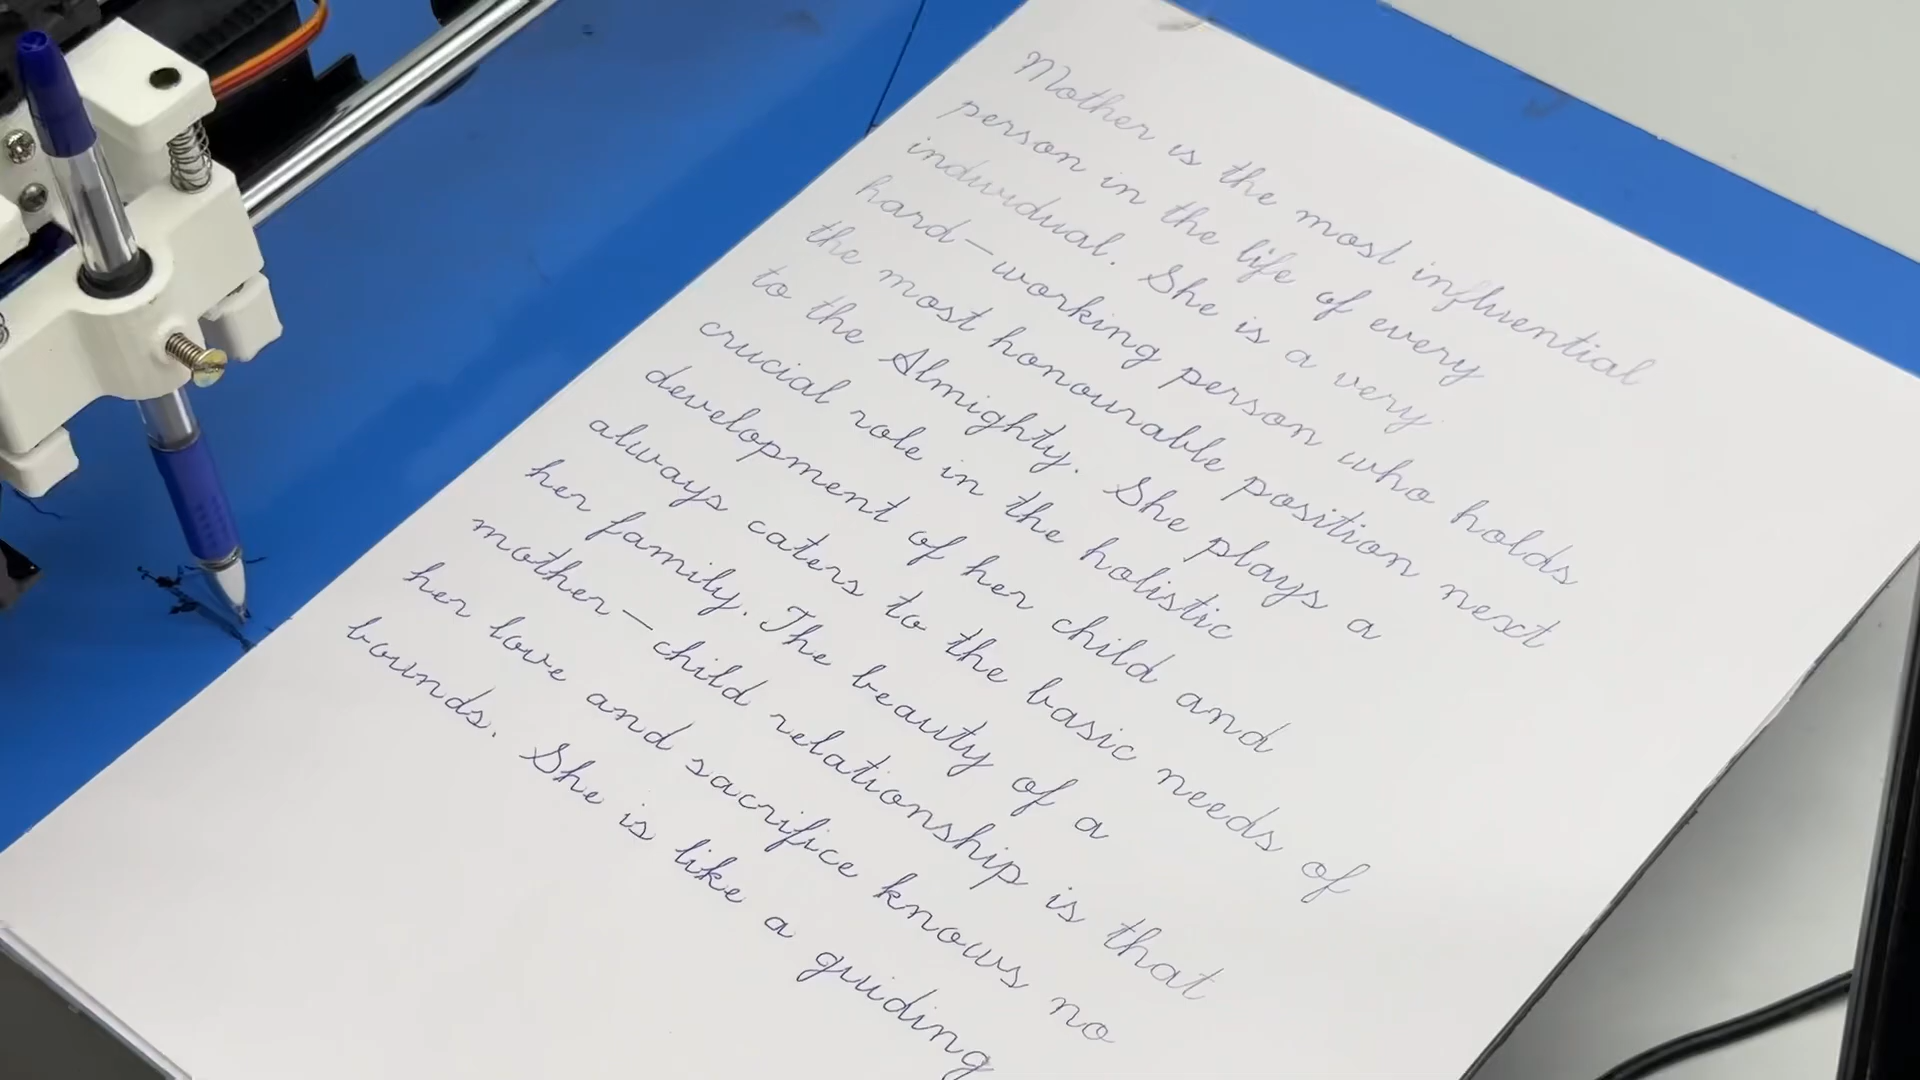 Mother is the most influential
person in the life of every
individual. She is a very
hard-working person who holds
the most honourable position next
to the Almighty. She plays a
crucial role in the holistic
development of her child and
always caters to the basic needs of
her family. The beauty of a
mother-child relationship is that
her love and sacrifice knows no
bounds. She is like a guiding